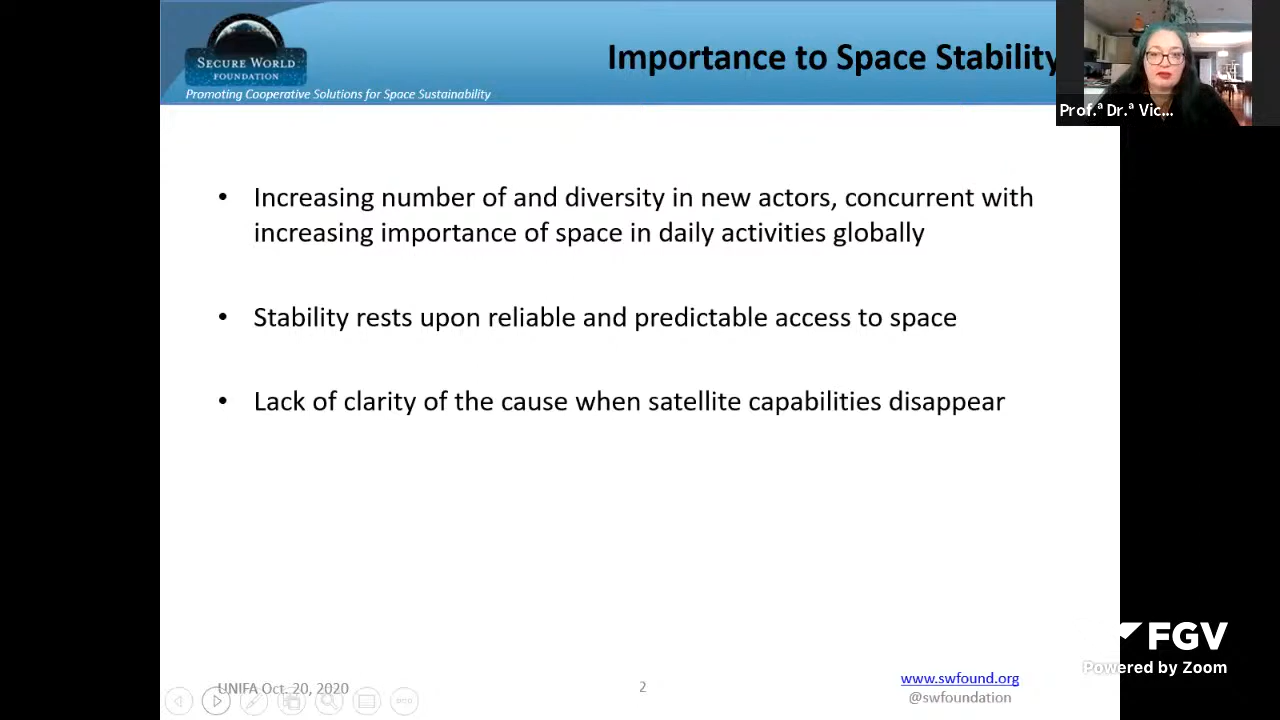 SECURE WORLD
FOUNDATION
Promoting Cooperative Solutions for Space Sustainability
Importance to Space Stability
Prof.ª Dr.ª Vic...
• Increasing number of and diversity in new actors, concurrent with
increasing importance of space in daily activities globally
• Stability rests upon reliable and predictable access to space
• Lack of clarity of the cause when satellite capabilities disappear
FGV
Powered by Zoom
UNIFA Oct. 20, 2020
2
www.swfound.org
@swfoundation